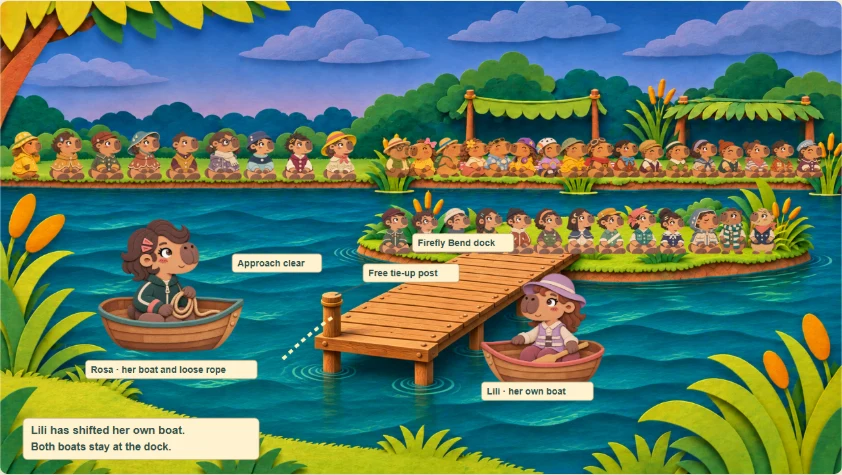 Firefly Bend dock
Approach clear
Free tie-up post
Rosa · her boat and loose rope
Lili · her own boat
Lili has shifted her own boat.
Both boats stay at the dock.